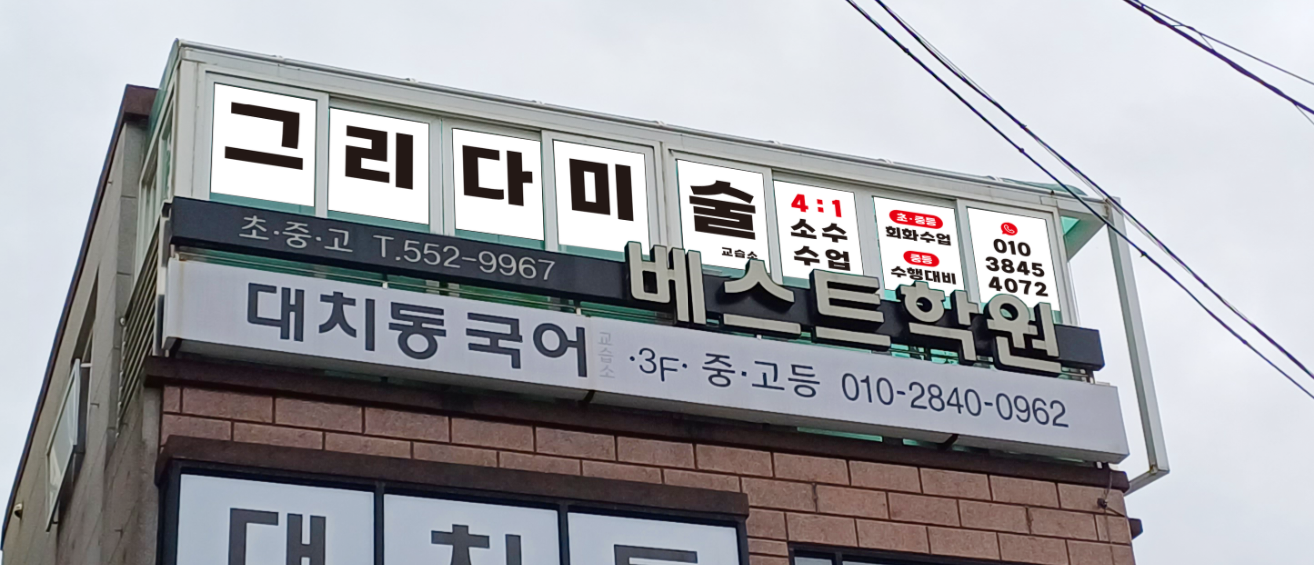 그리다미술
교습소
4:1
소수
수업
초·중등
회화수업
중등
수행대비
010
3845
4072
초·중·고 T.552-9967
베스트학원
대치동국어
교습소
·3F· 중·고등 010-2840-0962
대치